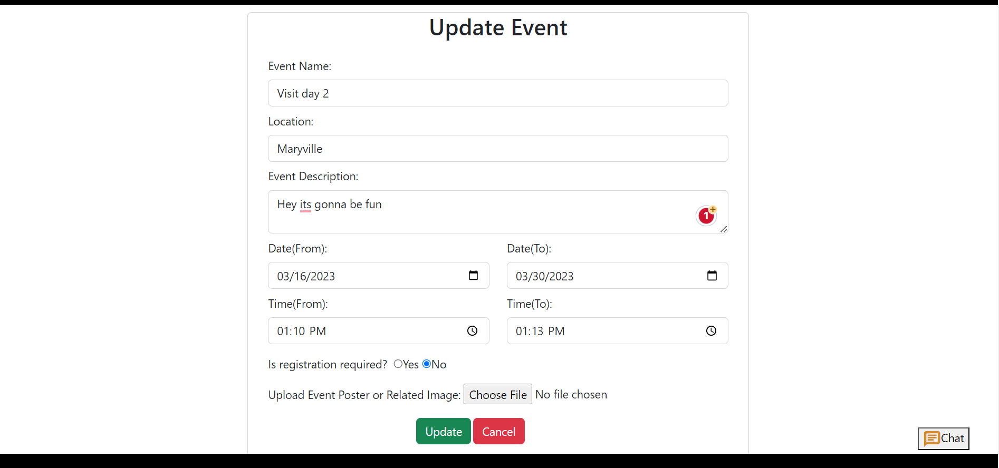 Update Event
Event Name:
Visit day 2
Location:
Maryville
Event Description:
Hey its gonna be fun
1 +
Date(From): Date(To):
03/16/2023 03/30/2023
Time(From): Time(To):
01:10 PM 01:13 PM
Is registration required? Yes No
Upload Event Poster or Related Image: Choose File No file chosen
Update Cancel
Chat